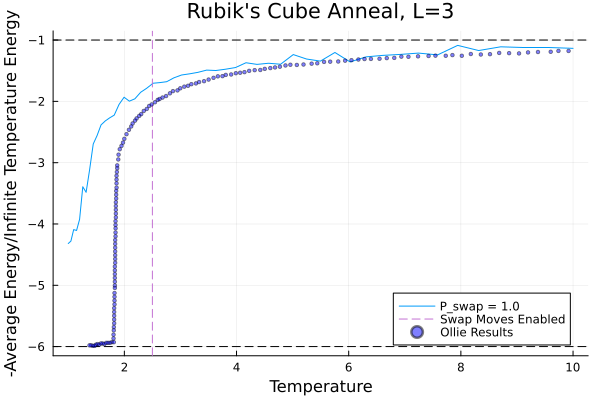 Rubik's Cube Anneal, L=3
-Average Energy/Infinite Temperature Energy
−1
−2
−3
−4
−5
−6
P_swap = 1.0
Swap Moves Enabled
Ollie Results
2
4
6
8
10
Temperature